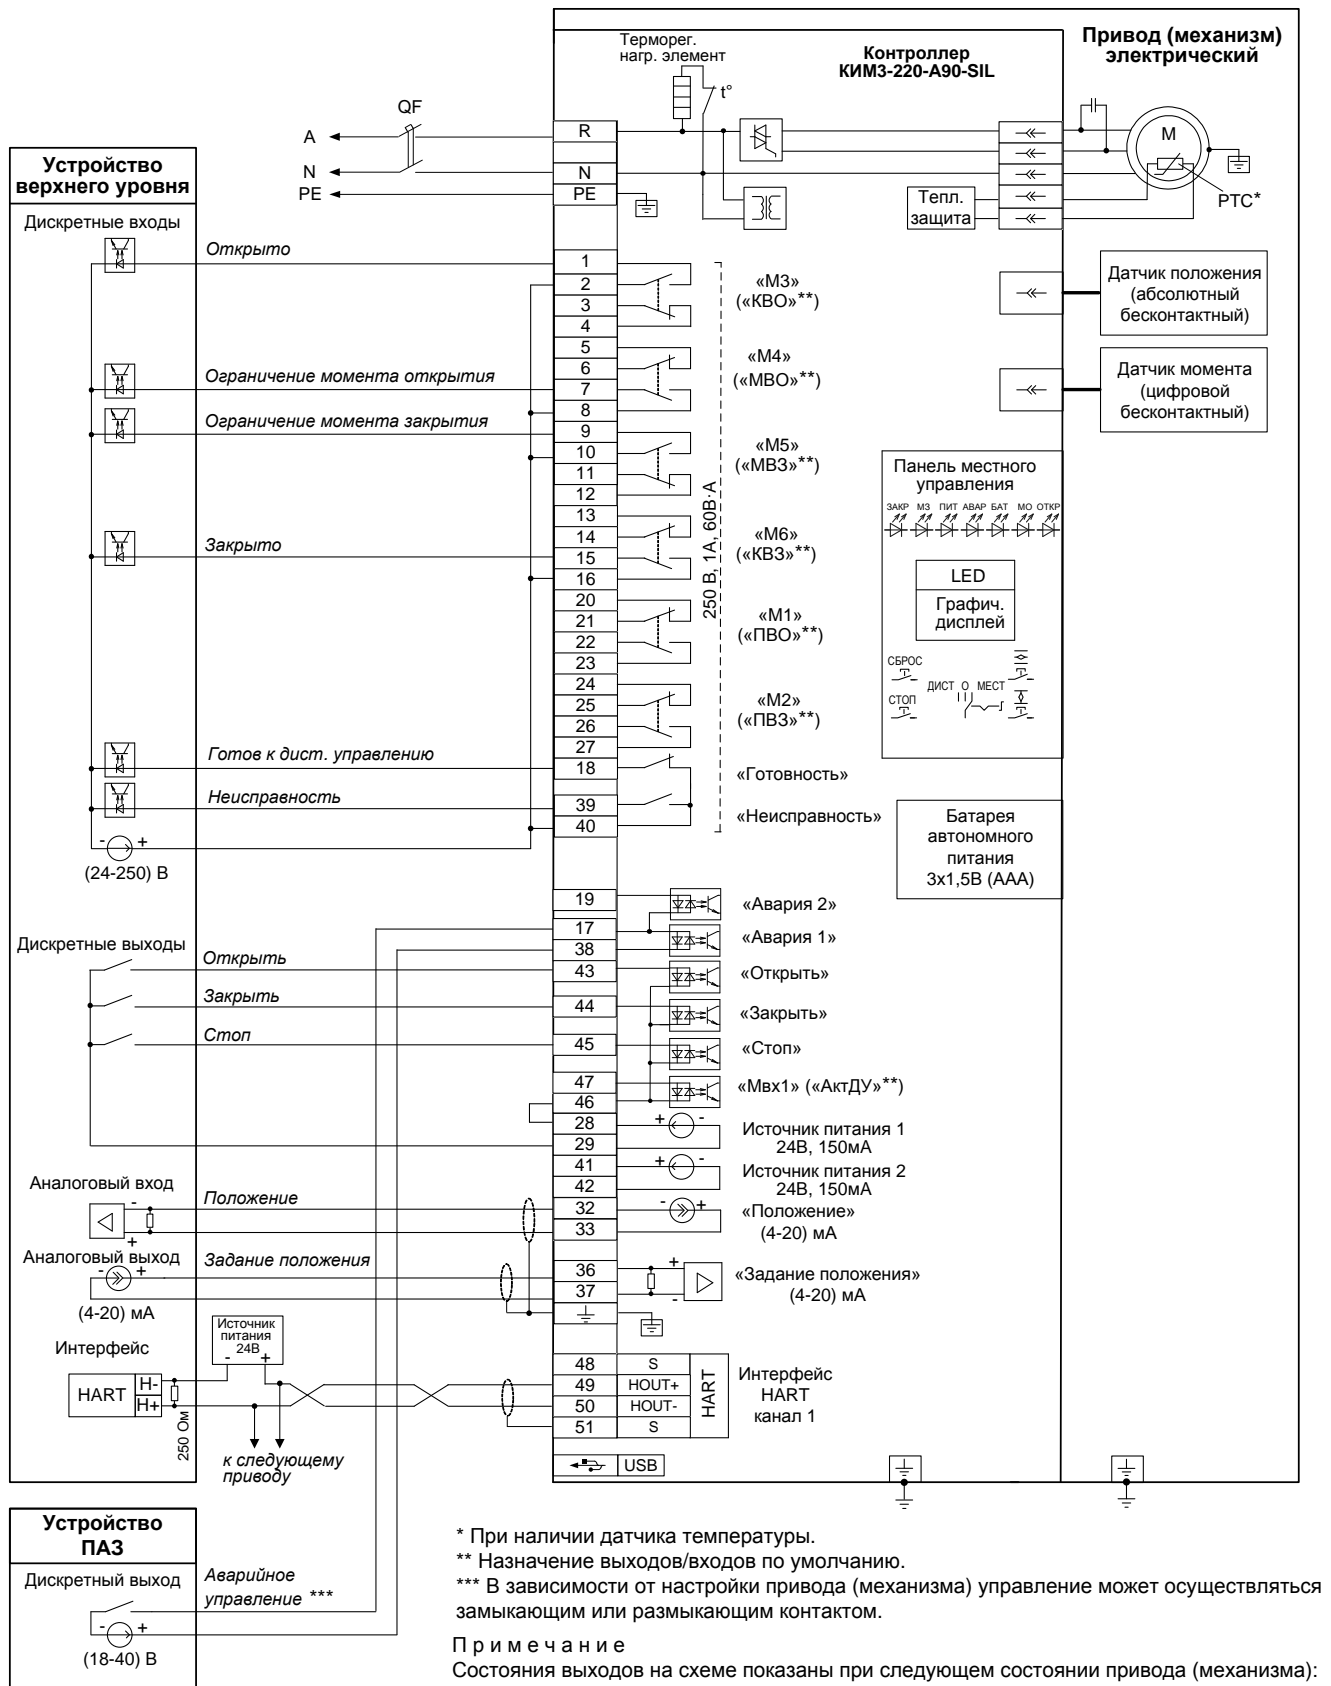 Терморег.
нагр. элемент
Контроллер
КИМ3-220-A90-SIL
Привод (механизм)
электрический
t°
QF
A
N
PE
R
N
PE
M
PTC*
Тепл.
защита
Устройство
верхнего уровня
Дискретные входы
Открыто
1
2
3
4
«М3»
(«КВО»**)
Датчик положения
(абсолютный
бесконтактный)
5
6
7
8
«М4»
(«МВО»**)
Ограничение момента открытия
Датчик момента
(цифровой
бесконтактный)
Ограничение момента закрытия
9
10
11
12
«М5»
(«МВЗ»**)
250 В, 1А, 60В·А
Закрыто
13
14
15
16
«М6»
(«КВЗ»**)
20
21
22
23
«М1»
(«ПВО»**)
24
25
26
27
«М2»
(«ПВЗ»**)
Панель местного
управления
ЗАКР МЗ ПИТ АВАР БАТ МО ОТКР
LED
Графич.
дисплей
СБРОС
СТОП
ДИСТ О МЕСТ
Готов к дист. управлению
18
«Готовность»
Неисправность
39
40
«Неисправность»
- +
(24-250) В
Батарея
автономного
питания
3х1,5В (ААА)
19
«Авария 2»
17
38
«Авария 1»
Дискретные выходы
Открыть
43
«Открыть»
Закрыть
44
«Закрыть»
Стоп
45
«Стоп»
47
46
«Мвх1» («АктДУ»**)
28
29
+ -
Источник питания 1
24В, 150мА
41
42
+ -
Источник питания 2
24В, 150мА
Аналоговый вход
-
+
Положение
32
33
- +
«Положение»
(4-20) мА
Аналоговый выход
- +
(4-20) мА
Задание положения
36
37
+
-
«Задание положения»
(4-20) мА
Источник
питания
24В
- +
Интерфейс
HART
H-
H+
250 Ом
к следующему
приводу
48 S
49 HOUT+
50 HOUT-
51 S
HART
Интерфейс
HART
канал 1
USB
Устройство
ПАЗ
Дискретный выход
- +
(18-40) В
Аварийное
управление ***
* При наличии датчика температуры.
** Назначение выходов/входов по умолчанию.
*** В зависимости от настройки привода (механизма) управление может осуществляться
замыкающим или размыкающим контактом.
Примечание
Состояния выходов на схеме показаны при следующем состоянии привода (механизма):